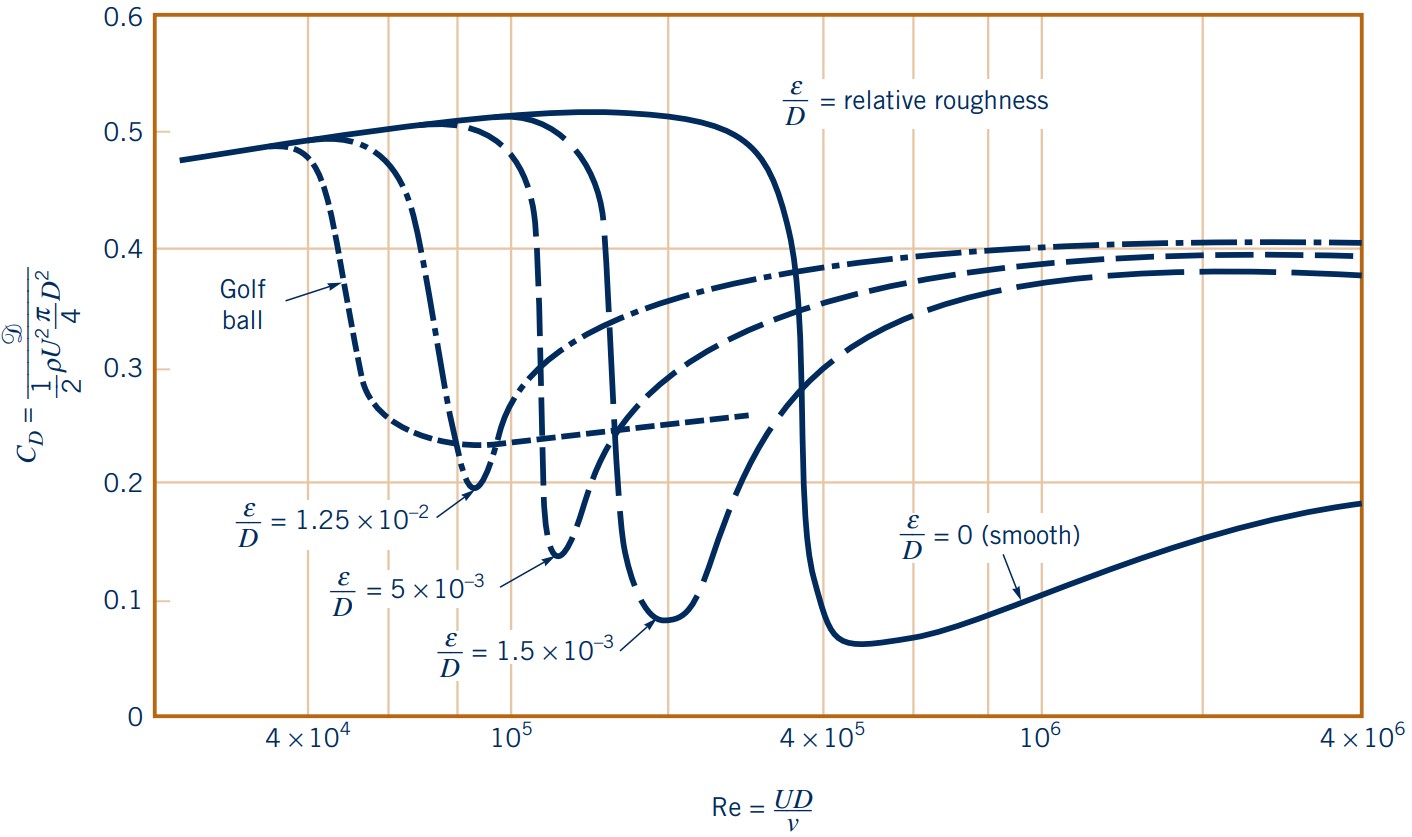 0.6
ε/D = relative roughness
0.5
0.4
Golf
ball
C_D = 𝒟 / (1/2 ρU² π/4 D²)
0.3
0.2
ε/D = 1.25 × 10⁻²
ε/D = 0 (smooth)
ε/D = 5 × 10⁻³
0.1
ε/D = 1.5 × 10⁻³
0
4 × 10⁴ 10⁵ 4 × 10⁵ 10⁶ 4 × 10⁶
Re = UD/ν